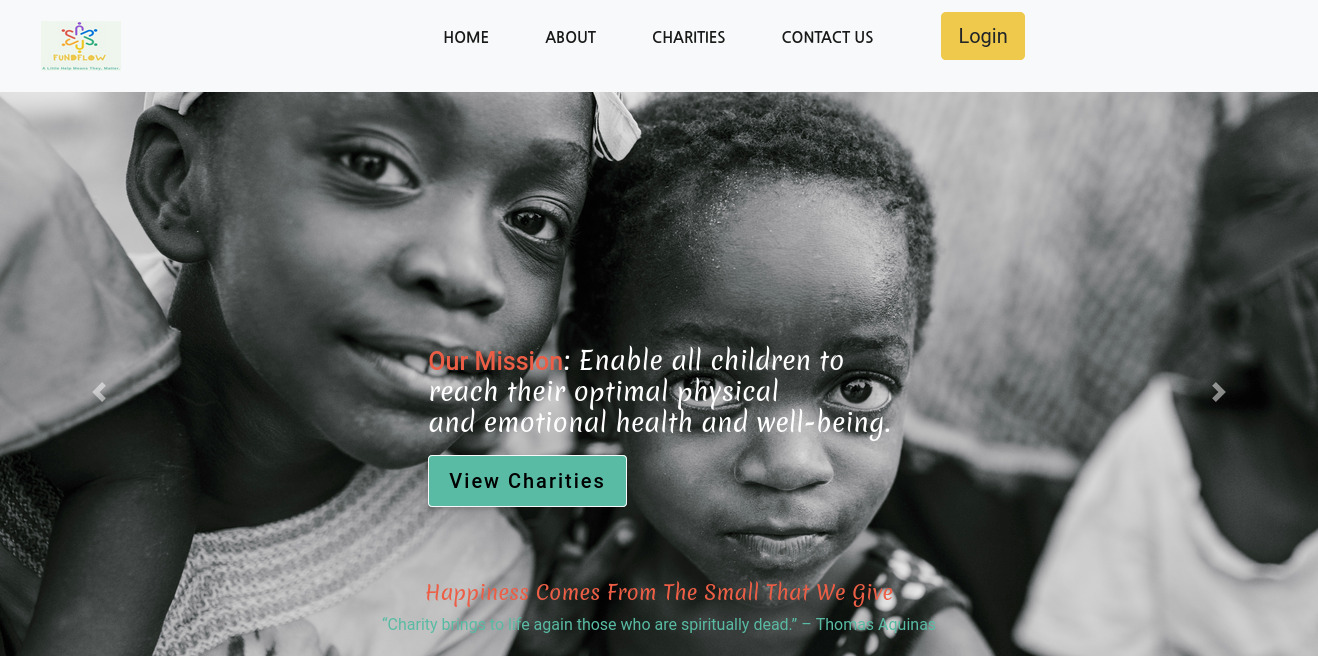 HOME ABOUT CHARITIES CONTACT US Login
FUNDFLOW
A Little Help Means They, Matter.
Our Mission: Enable all children to
reach their optimal physical
and emotional health and well-being.
View Charities
Happiness Comes From The Small That We Give
“Charity brings to life again those who are spiritually dead.” – Thomas Aquinas